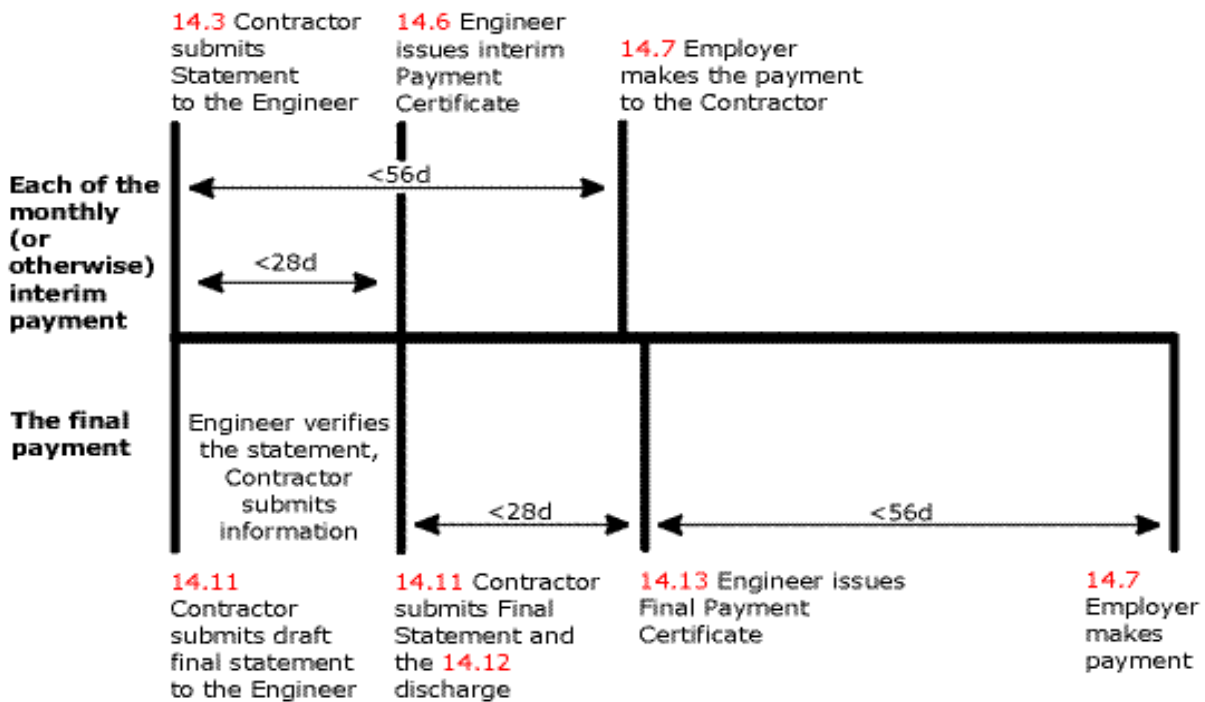 14.3 Contractor
submits
Statement
to the Engineer
14.6 Engineer
issues interim
Payment
Certificate
14.7 Employer
makes the payment
to the Contractor
Each of the
monthly
(or
otherwise)
interim
payment
<56d
<28d
The final
payment
Engineer verifies
the statement,
Contractor
submits
information
<28d
<56d
14.11
Contractor
submits draft
final statement
to the Engineer
14.11 Contractor
submits Final
Statement and
the 14.12
discharge
14.13 Engineer issues
Final Payment
Certificate
14.7
Employer
makes
payment